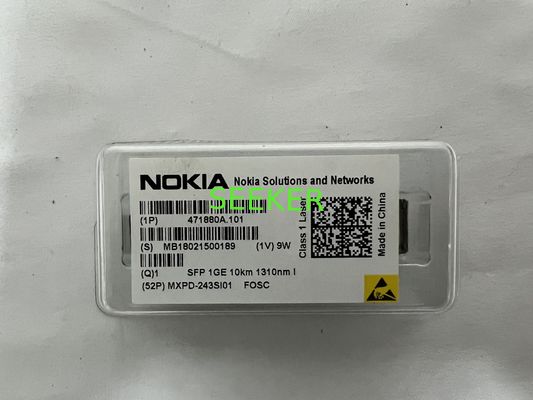 NOKIA Nokia Solutions and Networks
SEEKER
(1P) 471880A.101
(S) MB18021500189 (1V) 9W
(Q)1 SFP 1GE 10km 1310nm I
(52P) MXPD-243SI01 FOSC
Class 1 Laser
Made in China